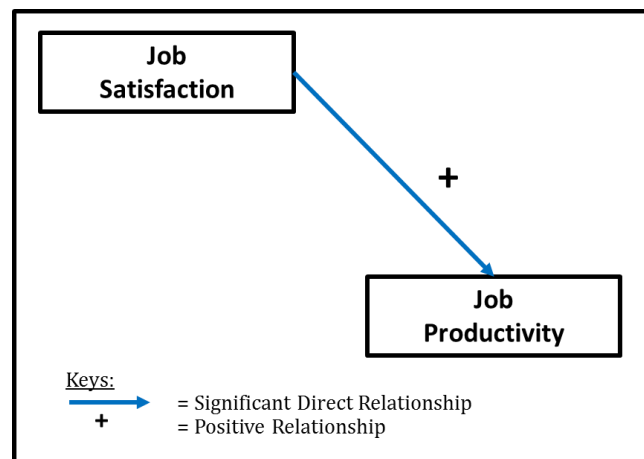 Job
Satisfaction
+
Job
Productivity
Keys:
= Significant Direct Relationship
+ = Positive Relationship